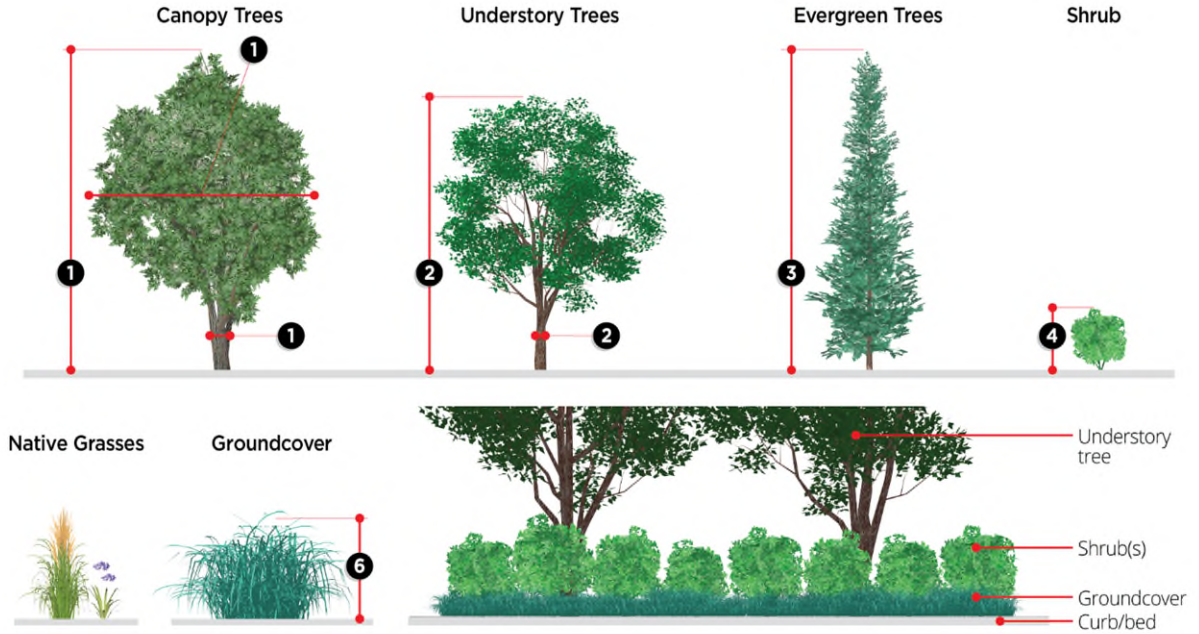 Canopy Trees
Understory Trees
Evergreen Trees
Shrub
1
1
1
2
2
3
4
Native Grasses
Groundcover
6
Understory
tree
Shrub(s)
Groundcover
Curb/bed